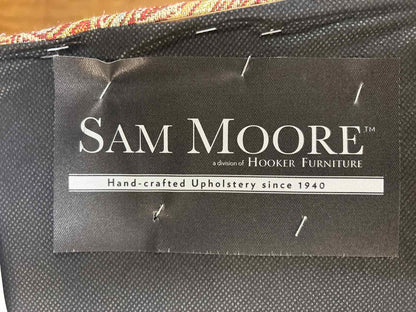 SAM MOORE™
a division of HOOKER FURNITURE
Hand-crafted Upholstery since 1940